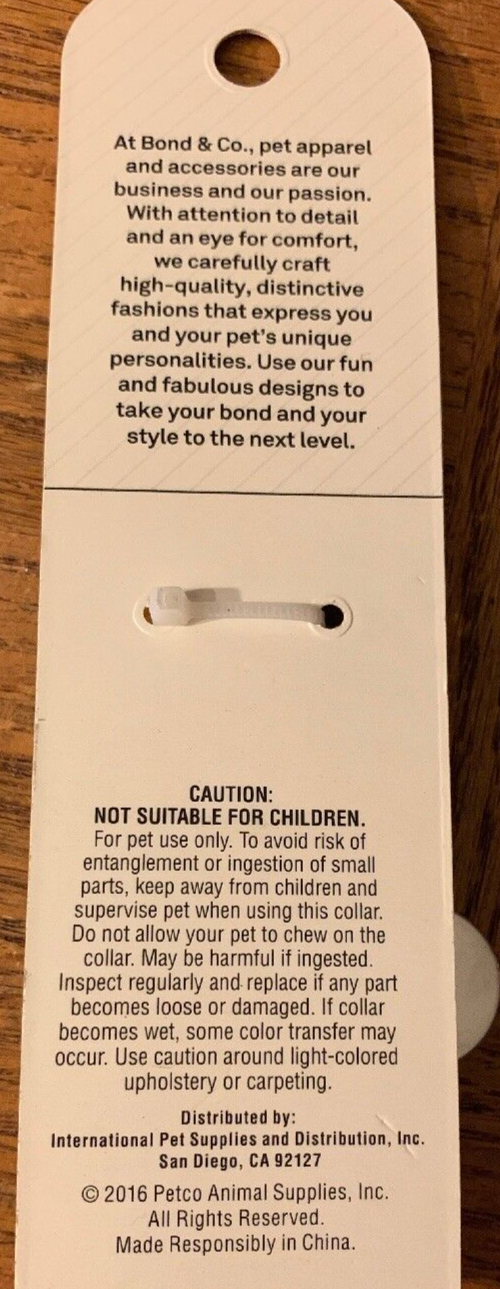 At Bond & Co., pet apparel
and accessories are our
business and our passion.
With attention to detail
and an eye for comfort,
we carefully craft
high-quality, distinctive
fashions that express you
and your pet's unique
personalities. Use our fun
and fabulous designs to
take your bond and your
style to the next level.
CAUTION:
NOT SUITABLE FOR CHILDREN.
For pet use only. To avoid risk of
entanglement or ingestion of small
parts, keep away from children and
supervise pet when using this collar.
Do not allow your pet to chew on the
collar. May be harmful if ingested.
Inspect regularly and replace if any part
becomes loose or damaged. If collar
becomes wet, some color transfer may
occur. Use caution around light-colored
upholstery or carpeting.
Distributed by:
International Pet Supplies and Distribution, Inc.
San Diego, CA 92127
© 2016 Petco Animal Supplies, Inc.
All Rights Reserved.
Made Responsibly in China.